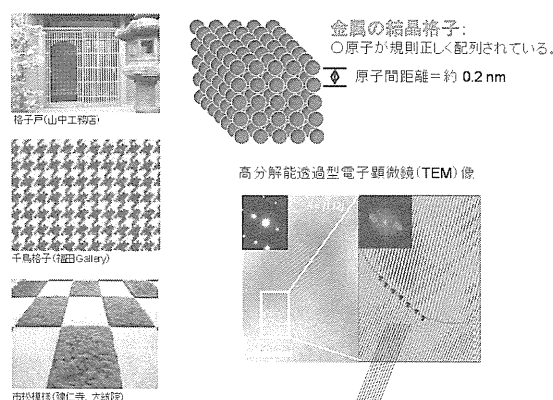 金属の結晶格子:
○原子が規則正しく配列されている。
原子間距離=約 0.2 nm
格子戸(山中工務店)
高分解能透過型電子顕微鏡(TEM)像
千鳥格子(福田Gallery)
市松模様(建仁寺、大統院)